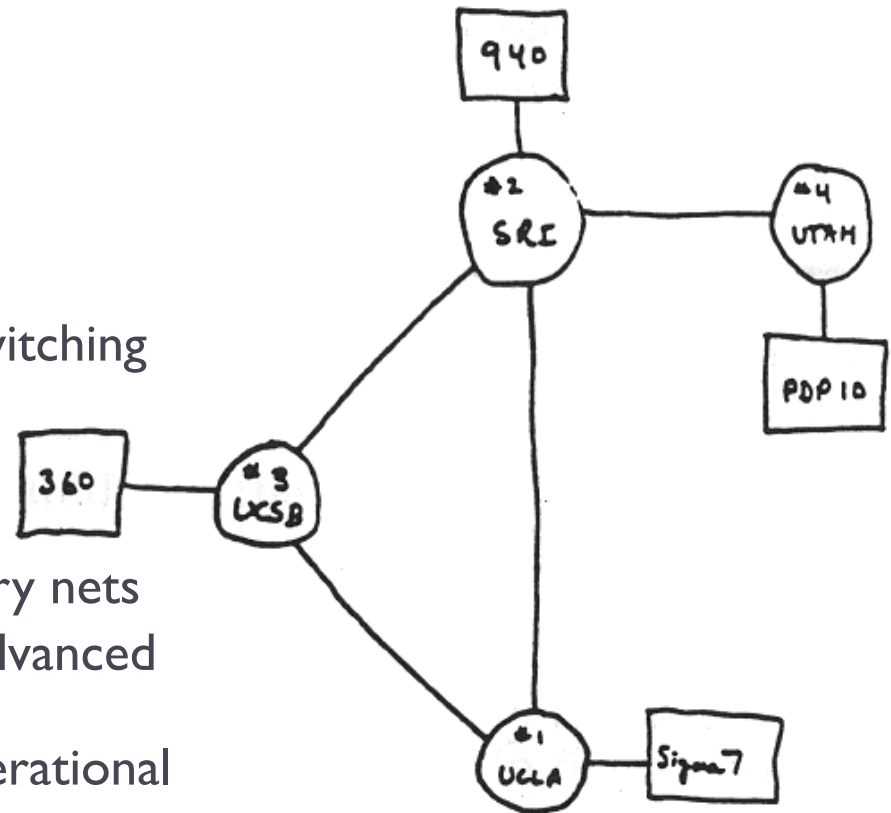 940
#2
SRI
#4
UTAH
PDP 10
vitching
360
#3
UCSB
ry nets
dvanced
erational
#1
UCLA
Sigma 7